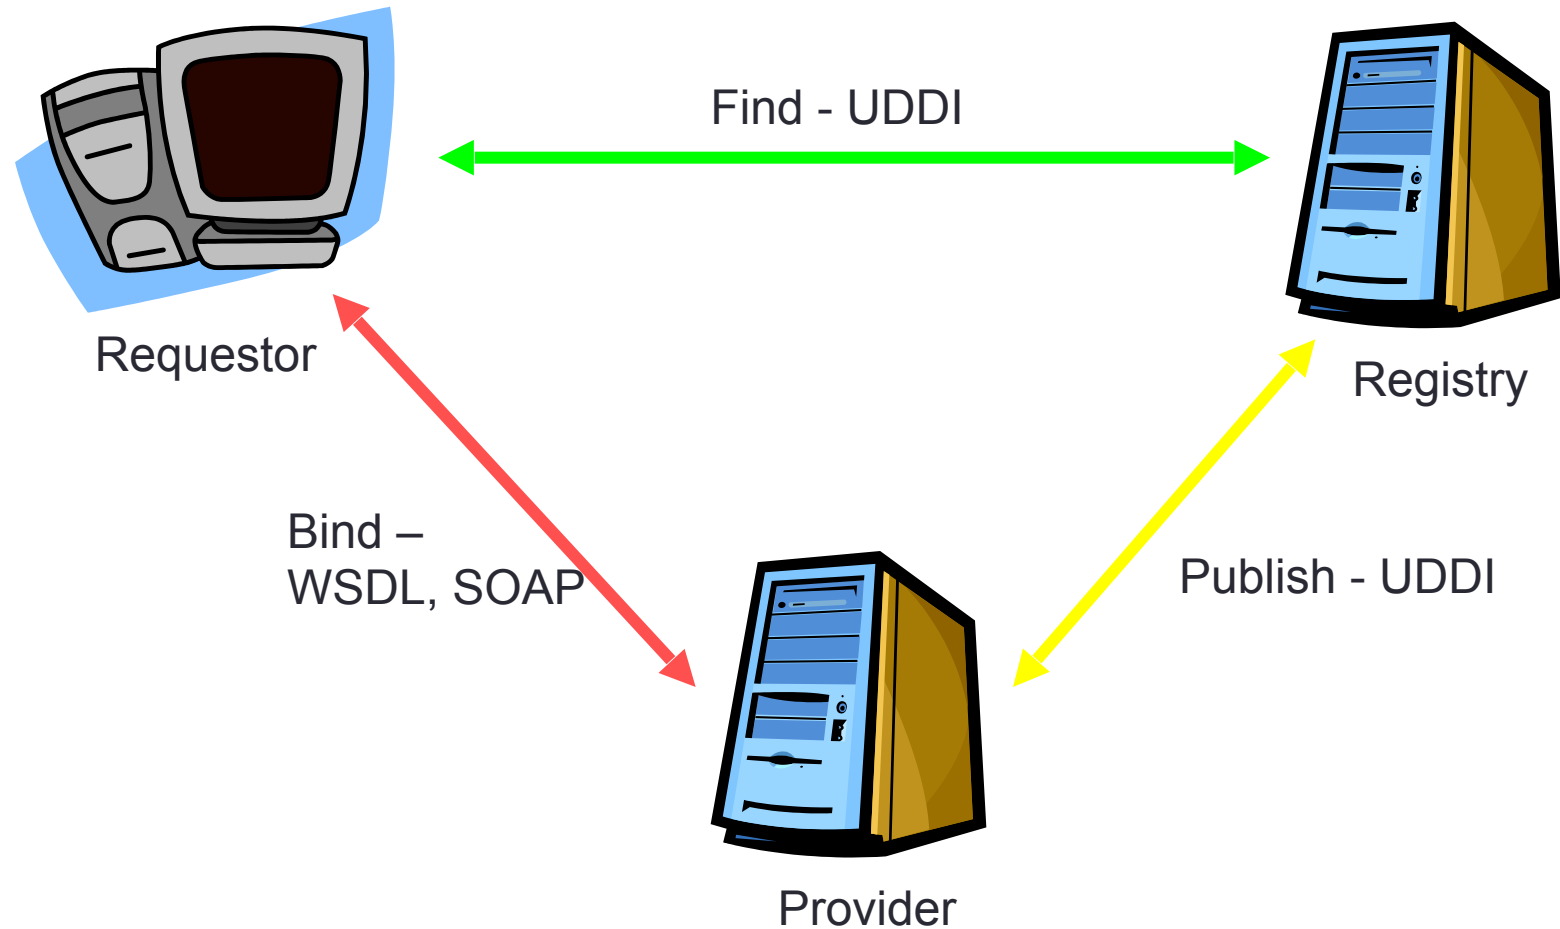 Find - UDDI
Requestor
Registry
Bind –
WSDL, SOAP
Publish - UDDI
Provider